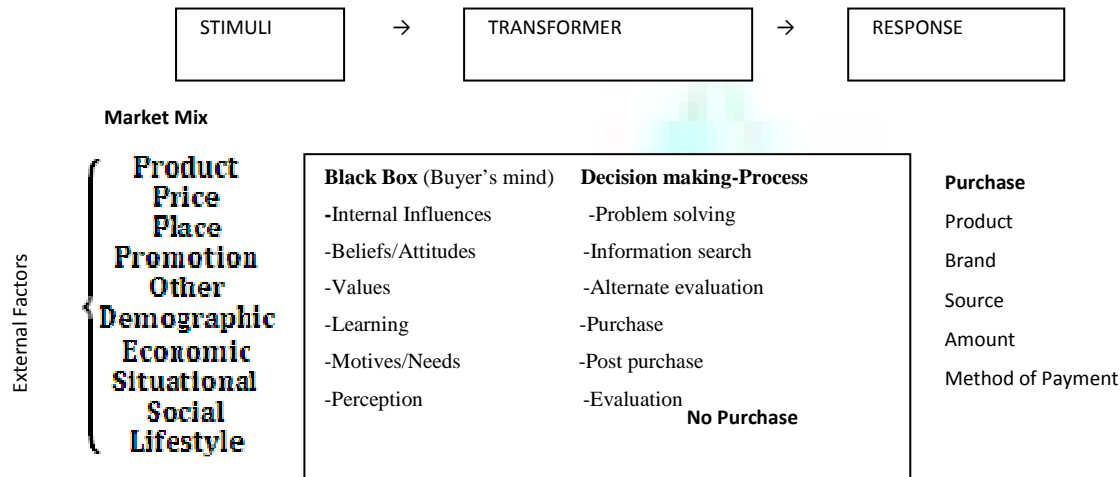 STIMULI → TRANSFORMER → RESPONSE
Market Mix
External Factors
Product
Price
Place
Promotion
Other
Demographic
Economic
Situational
Social
Lifestyle
Black Box (Buyer's mind)
-Internal Influences
-Beliefs/Attitudes
-Values
-Learning
-Motives/Needs
-Perception
Decision making-Process
-Problem solving
-Information search
-Alternate evaluation
-Purchase
-Post purchase
-Evaluation
No Purchase
Purchase
Product
Brand
Source
Amount
Method of Payment